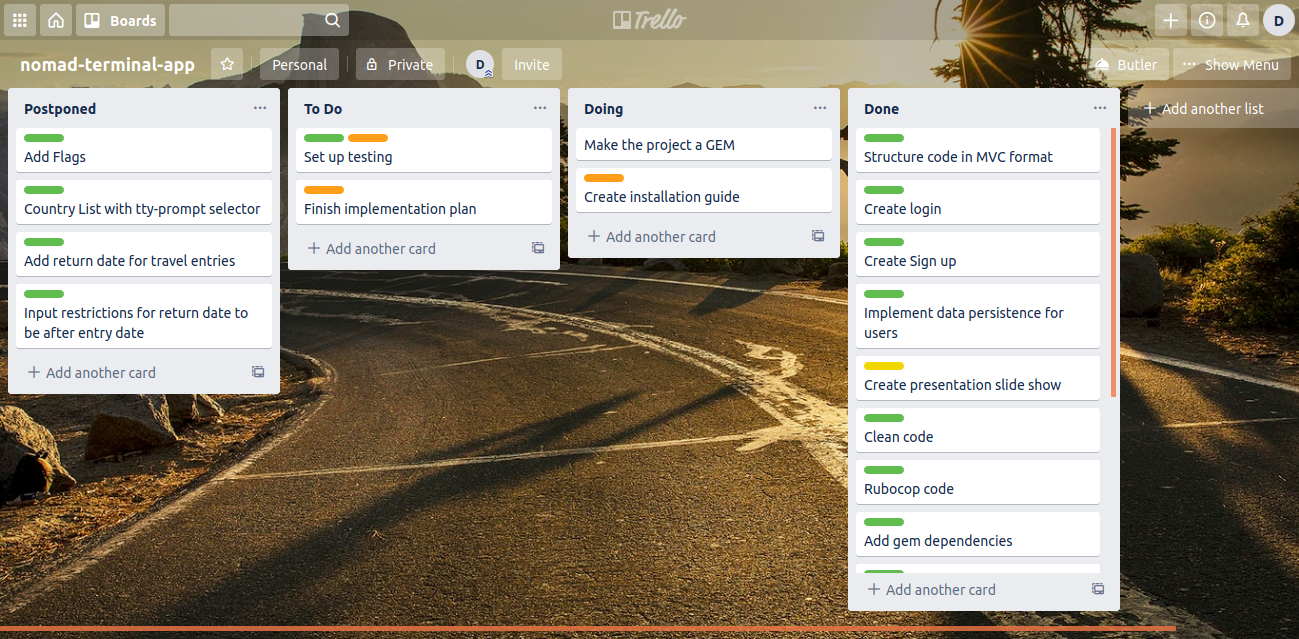 Boards
Trello
D
nomad-terminal-app
Personal
Private
D
Invite
Butler
Show Menu
Postponed
Add Flags
Country List with tty-prompt selector
Add return date for travel entries
Input restrictions for return date to
be after entry date
+ Add another card
To Do
Set up testing
Finish implementation plan
+ Add another card
Doing
Make the project a GEM
Create installation guide
+ Add another card
Done
Structure code in MVC format
Create login
Create Sign up
Implement data persistence for
users
Create presentation slide show
Clean code
Rubocop code
Add gem dependencies
+ Add another card
+ Add another list